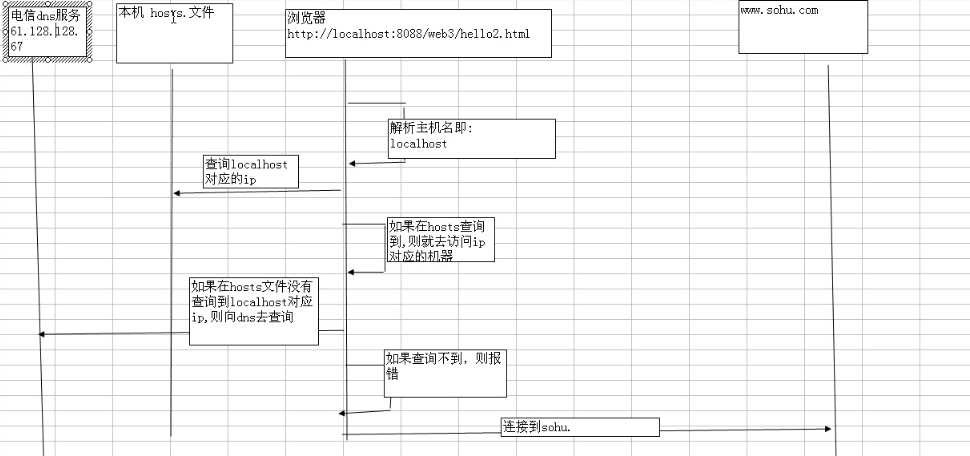 电信dns服务
61.128.128.
67
本机 hosts.文件
浏览器
http://localhost:8088/web3/hello2.html
www.sohu.com
解析主机名即:
localhost
查询localhost
对应的ip
如果在hosts查询
到,则就去访问ip
对应的机器
如果在hosts文件没有
查询到localhost对应
ip,则向dns去查询
如果查询不到, 则报
错
连接到sohu.